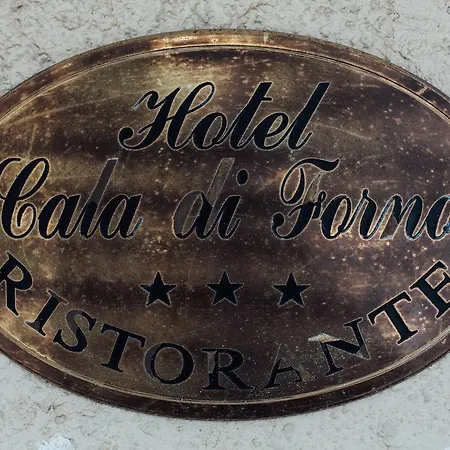 Hotel
Cala di Forno
★ ★ ★
RISTORANTE